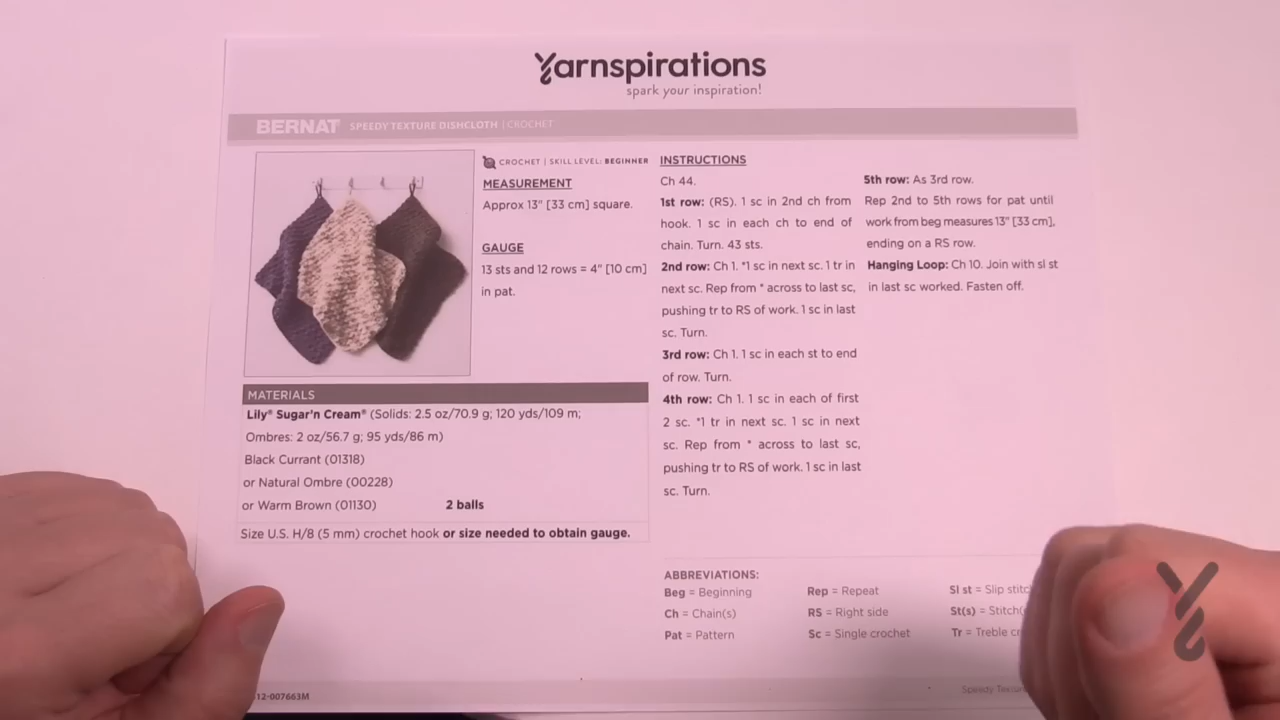 Yarnspirations
spark your inspiration!
BERNAT SPEEDY TEXTURE DISHCLOTH | CROCHET
CROCHET | SKILL LEVEL: BEGINNER
MEASUREMENT
Approx 13" [33 cm] square.
GAUGE
13 sts and 12 rows = 4" [10 cm]
in pat.
MATERIALS
Lily® Sugar'n Cream® (Solids: 2.5 oz/70.9 g; 120 yds/109 m;
Ombres: 2 oz/56.7 g; 95 yds/86 m)
Black Currant (01318)
or Natural Ombre (00228)
or Warm Brown (01130) 2 balls
Size U.S. H/8 (5 mm) crochet hook or size needed to obtain gauge.
INSTRUCTIONS
Ch 44.
1st row: (RS). 1 sc in 2nd ch from
hook. 1 sc in each ch to end of
chain. Turn. 43 sts.
2nd row: Ch 1. *1 sc in next sc. 1 tr in
next sc. Rep from * across to last sc,
pushing tr to RS of work. 1 sc in last
sc. Turn.
3rd row: Ch 1. 1 sc in each st to end
of row. Turn.
4th row: Ch 1. 1 sc in each of first
2 sc. *1 tr in next sc. 1 sc in next
sc. Rep from * across to last sc,
pushing tr to RS of work. 1 sc in last
sc. Turn.
5th row: As 3rd row.
Rep 2nd to 5th rows for pat until
work from beg measures 13" [33 cm],
ending on a RS row.
Hanging Loop: Ch 10. Join with sl st
in last sc worked. Fasten off.
ABBREVIATIONS:
Beg = Beginning
Ch = Chain(s)
Pat = Pattern
Rep = Repeat
RS = Right side
Sc = Single crochet
Sl st = Slip
St(s) =
Tr = Treble
12-007663M
Speedy